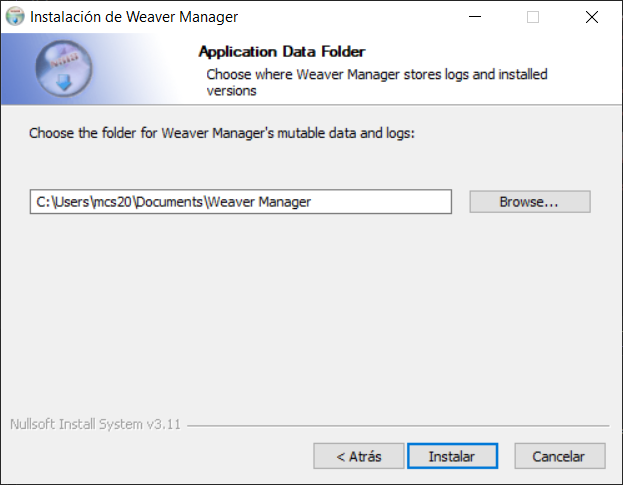 Instalación de Weaver Manager
Application Data Folder
Choose where Weaver Manager stores logs and installed
versions
Choose the folder for Weaver Manager's mutable data and logs:
C:\Users\mcs20\Documents\Weaver Manager
Browse...
Nullsoft Install System v3.11
< Atrás
Instalar
Cancelar